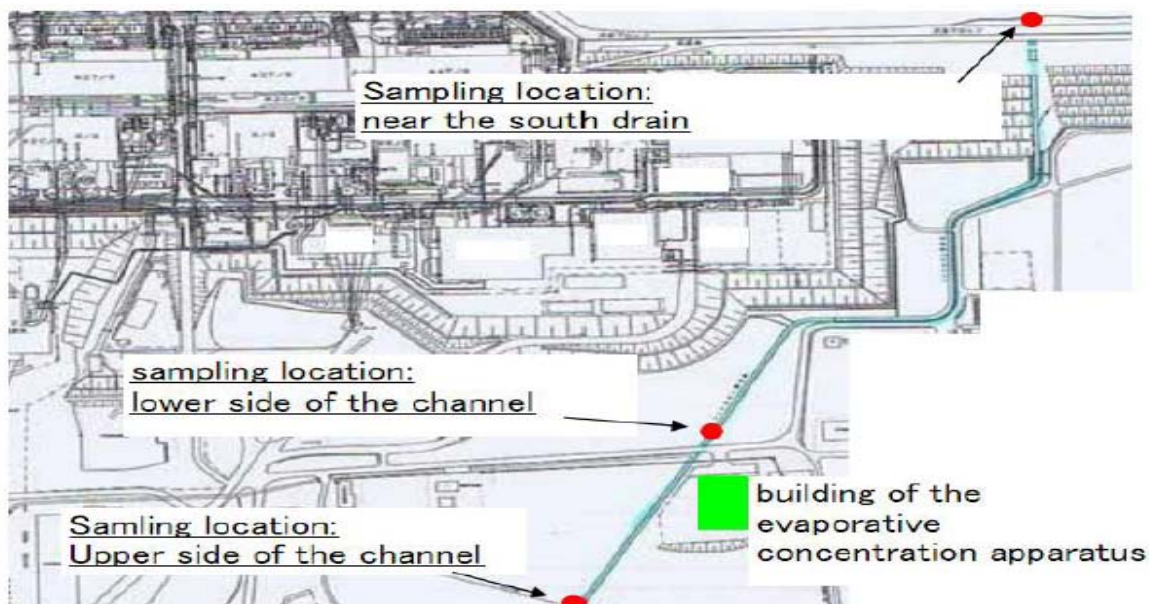 Sampling location:
near the south drain
sampling location:
lower side of the channel
Samling location:
Upper side of the channel
building of the
evaporative
concentration apparatus